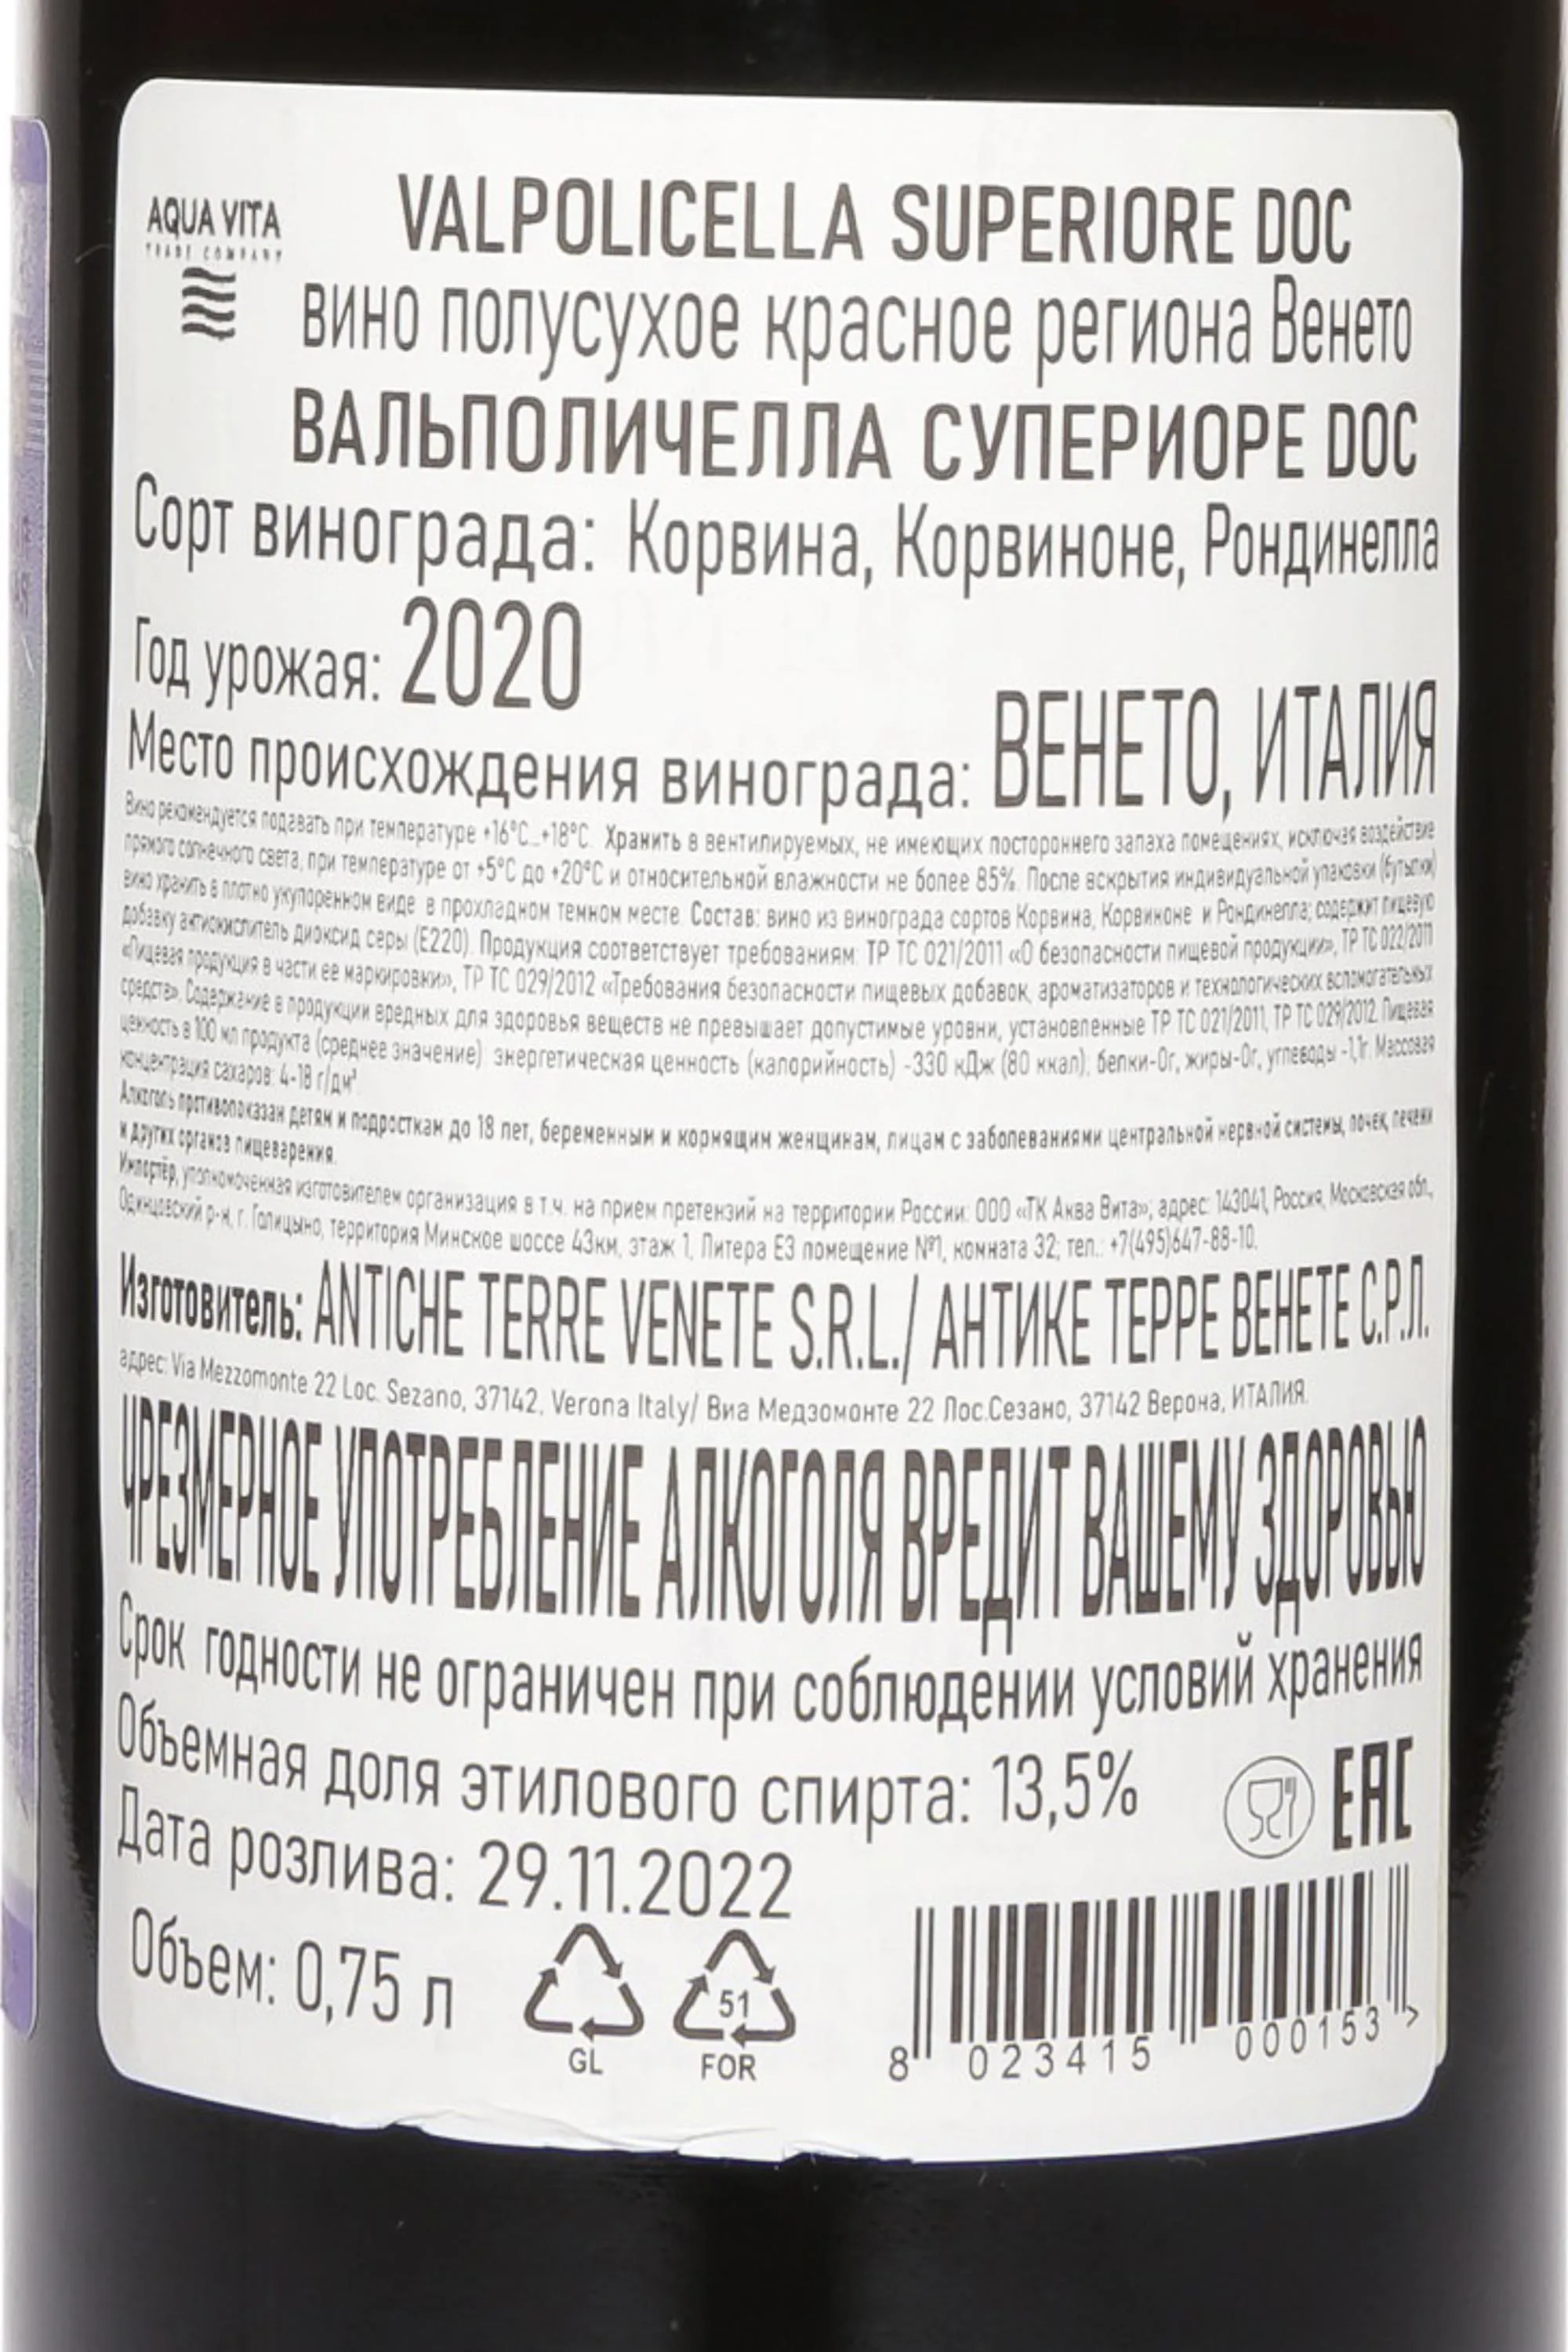 AQUA VITA
TRADE COMPANY
VALPOLICELLA SUPERIORE DOC
вино полусухое красное региона Венето
ВАЛЬПОЛИЧЕЛЛА СУПЕРИОРЕ DOC
Сорт винограда: Корвина, Корвиноне, Рондинелла
Год урожая: 2020
Место происхождения винограда: ВЕНЕТО, ИТАЛИЯ
Вино рекомендуется подавать при температуре +16°C...+18°C. Хранить в вентилируемых, не имеющих постороннего запаха помещениях, исключая воздействие
прямого солнечного света, при температуре от +5°C до +20°C и относительной влажности не более 85%. После вскрытия индивидуальной упаковки (бутылки)
вино хранить в плотно укупоренном виде в прохладном темном месте. Состав: вино из винограда сортов Корвина, Корвиноне и Рондинелла; содержит пищевую
добавку антиокислитель диоксид серы (Е220). Продукция соответствует требованиям: ТР ТС 021/2011 «О безопасности пищевой продукции», ТР ТС 022/2011
«Пищевая продукция в части ее маркировки», ТР ТС 029/2012 «Требования безопасности пищевых добавок, ароматизаторов и технологических вспомогательных
средств». Содержание в продукции вредных для здоровья веществ не превышает допустимые уровни, установленные ТР ТС 021/2011, ТР ТС 029/2012. Пищевая
ценность в 100 мл продукта (среднее значение): энергетическая ценность (калорийность) -330 кДж (80 ккал); белки-0г, жиры-0г, углеводы -1,1г. Массовая
концентрация сахаров: 4-18 г/дм³.
Алкоголь противопоказан детям и подросткам до 18 лет, беременным и кормящим женщинам, лицам с заболеваниями центральной нервной системы, почек, печени
и других органов пищеварения.
Импортёр, уполномоченная изготовителем организация в т.ч. на прием претензий на территории России: ООО «ТК Аква Вита»; адрес: 143041, Россия, Московская обл.,
Одинцовский р-н, г. Голицыно, территория Минское шоссе 43км, этаж 1, Литера Е3 помещение №1, комната 32; тел.: +7(495)647-88-10.
Изготовитель: ANTICHE TERRE VENETE S.R.L./ АНТИКЕ ТЕРРЕ ВЕНЕТЕ С.Р.Л.
адрес: Via Mezzomonte 22 Loc. Sezano, 37142, Verona Italy/ Виа Медзомонте 22 Лос.Сезано, 37142 Верона, ИТАЛИЯ.
ЧРЕЗМЕРНОЕ УПОТРЕБЛЕНИЕ АЛКОГОЛЯ ВРЕДИТ ВАШЕМУ ЗДОРОВЬЮ
Срок годности не ограничен при соблюдении условий хранения
Объемная доля этилового спирта: 13,5%
EAC
Дата розлива: 29.11.2022
Объем: 0,75 л
51
GL
FOR
8 023415 000153 >